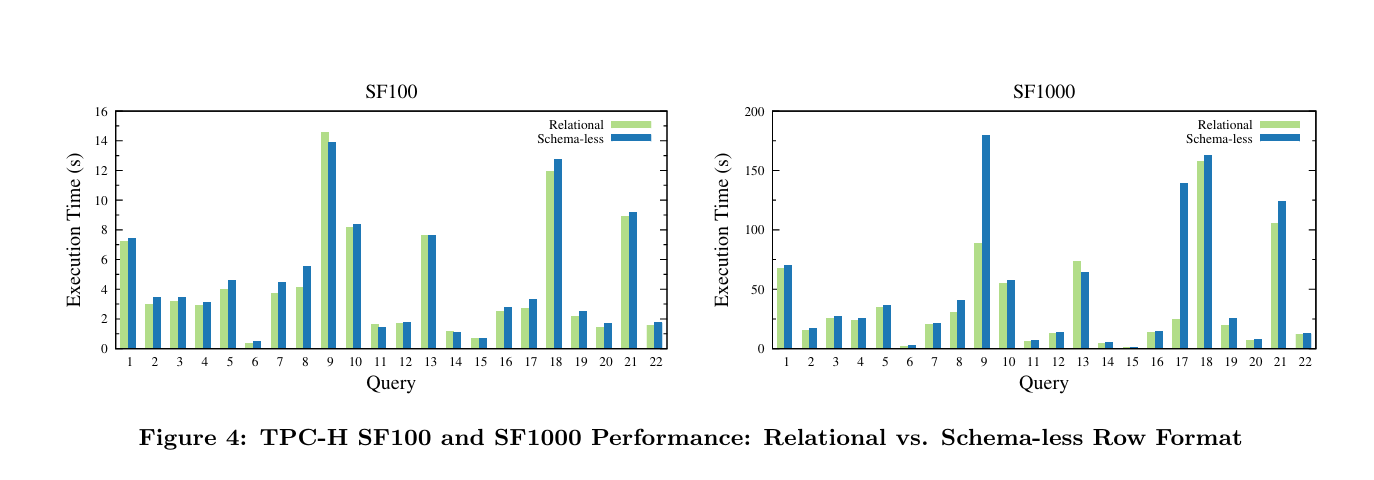 SF100
16
14
12
10
8
6
4
2
0
Execution Time (s)
Relational
Schema-less
1 2 3 4 5 6 7 8 9 10 11 12 13 14 15 16 17 18 19 20 21 22
Query
SF1000
200
150
100
50
0
Execution Time (s)
Relational
Schema-less
1 2 3 4 5 6 7 8 9 10 11 12 13 14 15 16 17 18 19 20 21 22
Query
Figure 4: TPC-H SF100 and SF1000 Performance: Relational vs. Schema-less Row Format